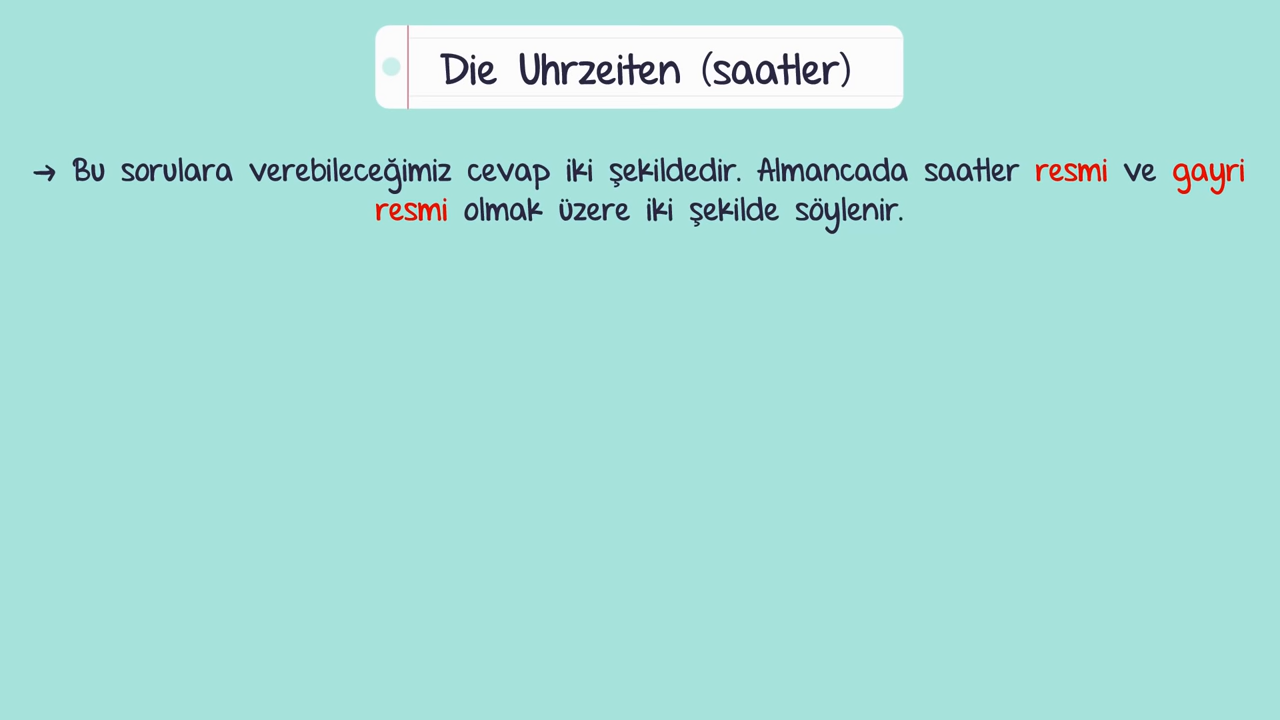 Die Uhrzeiten (saatler)
→ Bu sorulara verebileceğimiz cevap iki şekildedir. Almancada saatler resmi ve gayri
resmi olmak üzere iki şekilde söylenir.